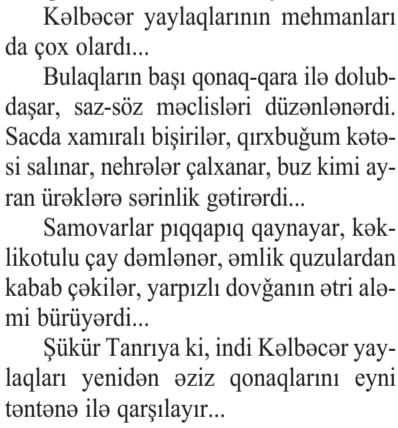 Kəlbəcər yaylaqlarının mehmanları
da çox olardı...
Bulaqların başı qonaq-qara ilə dolub-
daşar, saz-söz məclisləri düzənlənərdi.
Sacda xamıralı bişirilər, qırxbuğum kətə-
si salınar, nehrələr çalxanar, buz kimi ay-
ran ürəklərə sərinlik gətirərdi...
Samovarlar pıqqapıq qaynayar, kək-
likotulu çay dəmlənər, əmlik quzulardan
kabab çəkilər, yarpızlı dovğanın ətri alə-
mi bürüyərdi...
Şükür Tanrıya ki, indi Kəlbəcər yay-
laqları yenidən əziz qonaqlarını eyni
təntənə ilə qarşılayır...